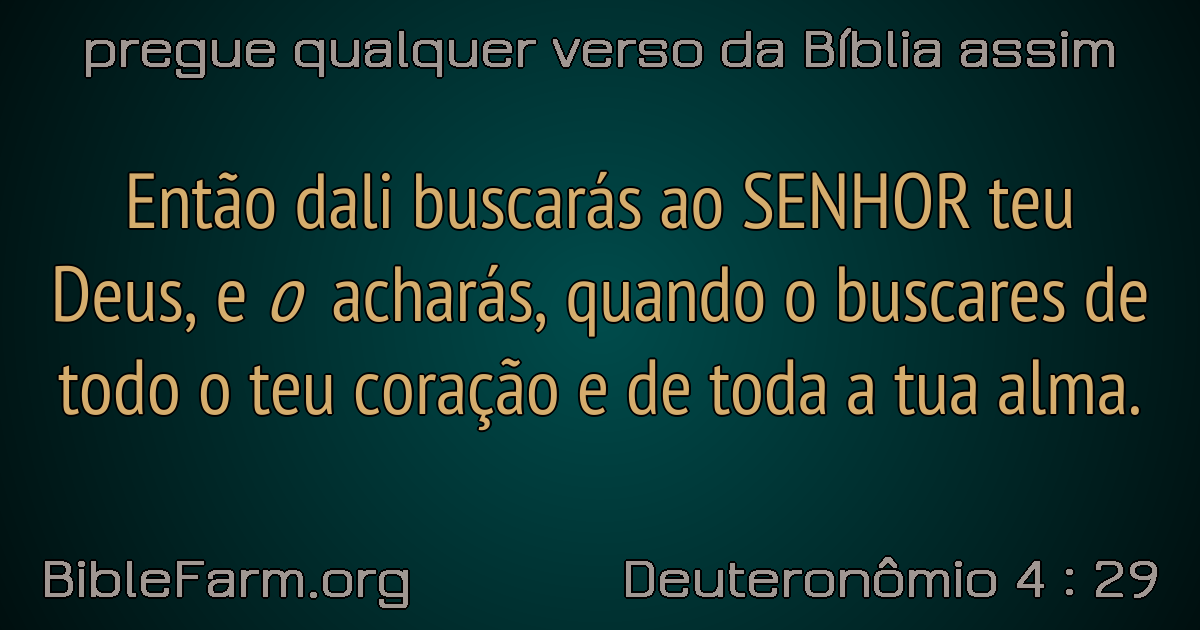 pregue qualquer verso da Bíblia assim
Então dali buscarás ao SENHOR teu
Deus, e o acharás, quando o buscares de
todo o teu coração e de toda a tua alma.
BibleFarm.org
Deuteronômio 4 : 29